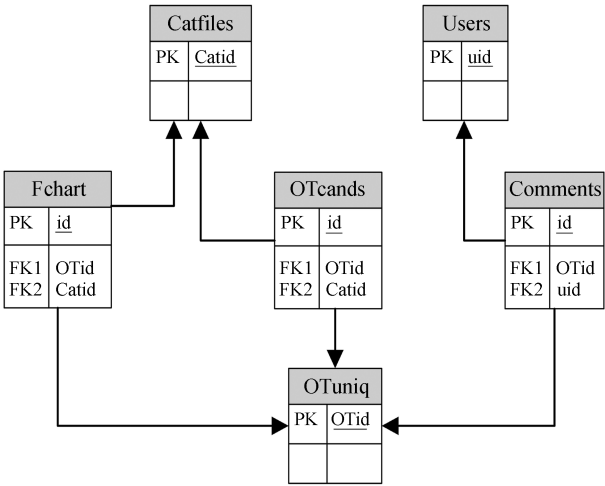 Catfiles
PK Catid
Users
PK uid
Fchart
PK id
FK1 OTid
FK2 Catid
OTcands
PK id
FK1 OTid
FK2 Catid
Comments
PK id
FK1 OTid
FK2 uid
OTuniq
PK OTid